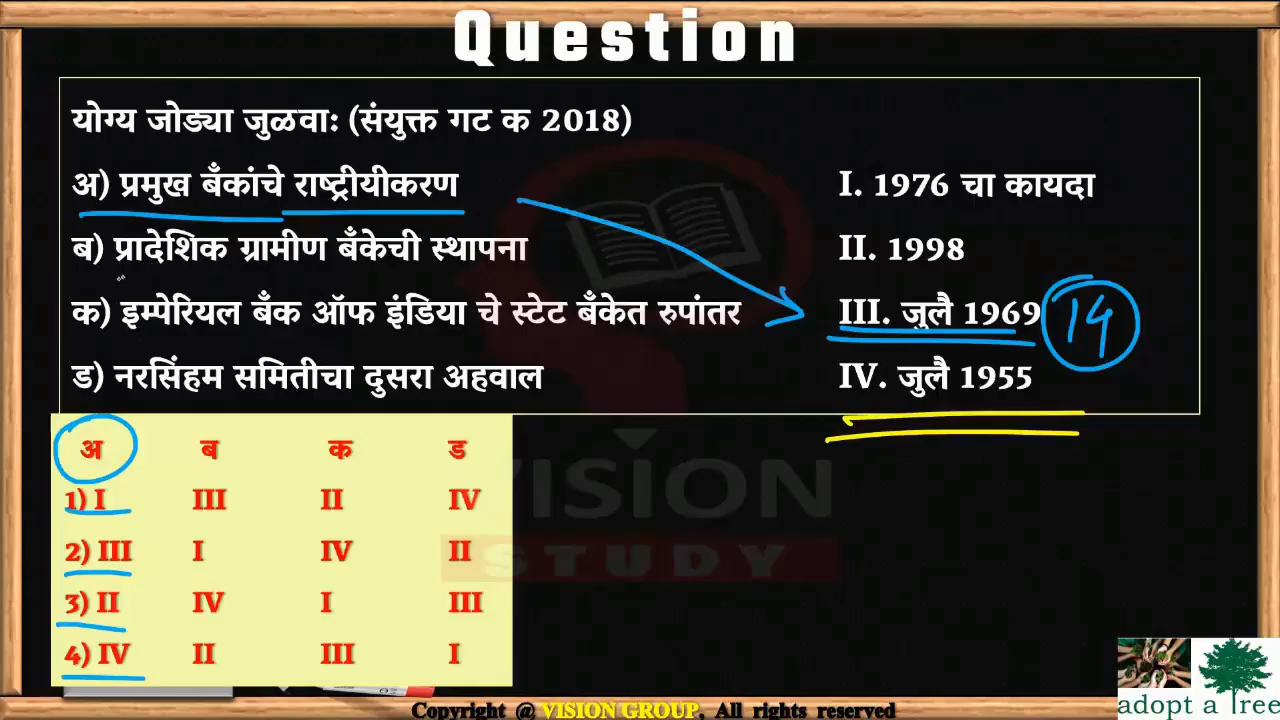 Question
योग्य जोड्या जुळवाः (संयुक्त गट क 2018)
अ) प्रमुख बँकांचे राष्ट्रीयीकरण I. 1976 चा कायदा
ब) प्रादेशिक ग्रामीण बँकेची स्थापना II. 1998
क) इम्पेरियल बँक ऑफ इंडिया चे स्टेट बँकेत रुपांतर III. जुलै 1969 14
ड) नरसिंहम समितीचा दुसरा अहवाल IV. जुलै 1955
अ ब क ड
1) I III II IV
2) III I IV II
3) II IV I III
4) IV II III I
VISION
STUDY
adopt a Tree
Copyright @ VISION GROUP, All rights reserved